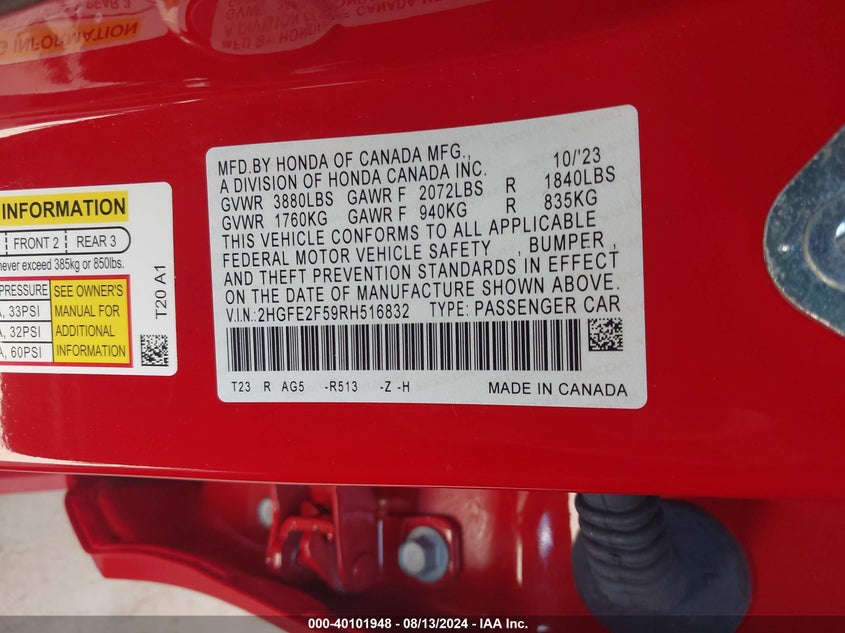 G INFORMATION
MFD.BY HONDA OF CANADA MFG., 10/'23
A DIVISION OF HONDA CANADA INC.
GVWR 3880LBS GAWR F 2072LBS R 1840LBS
GVWR 1760KG GAWR F 940KG R 835KG
THIS VEHICLE CONFORMS TO ALL APPLICABLE
FEDERAL MOTOR VEHICLE SAFETY , BUMPER ,
AND THEFT PREVENTION STANDARDS IN EFFECT
ON THE DATE OF MANUFACTURE SHOWN ABOVE.
V.I.N:2HGFE2F59RH516832 TYPE: PASSENGER CAR
T23 R AG5 -R513 -Z -H MADE IN CANADA
INFORMATION
FRONT 2 REAR 3
never exceed 385kg or 850lbs.
PRESSURE SEE OWNER'S
, 33PSI MANUAL FOR
, 32PSI ADDITIONAL
, 60PSI INFORMATION
T20 A1
000-40101948 - 08/13/2024 - IAA Inc.